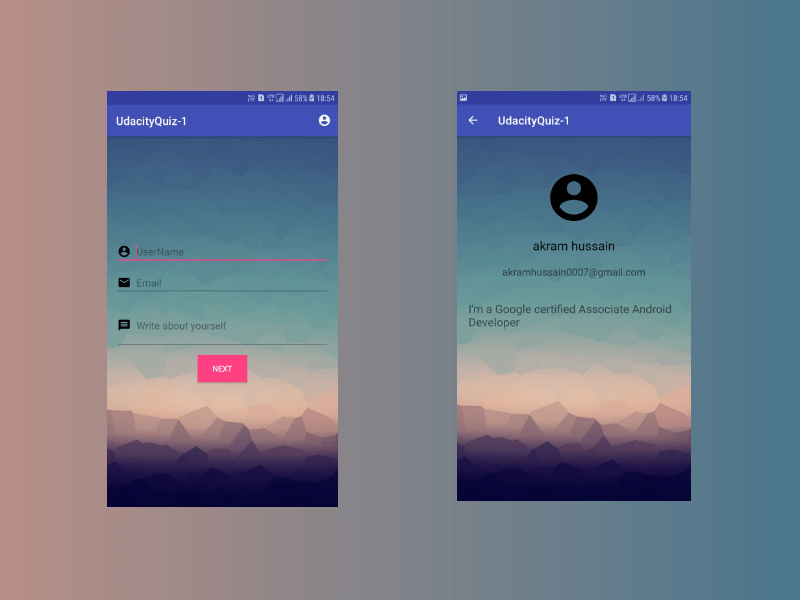 58% 18:54
UdacityQuiz-1
UserName
Email
Write about yourself
NEXT
58% 18:54
UdacityQuiz-1
akram hussain
akramhussain0007@gmail.com
I'm a Google certified Associate Android
Developer